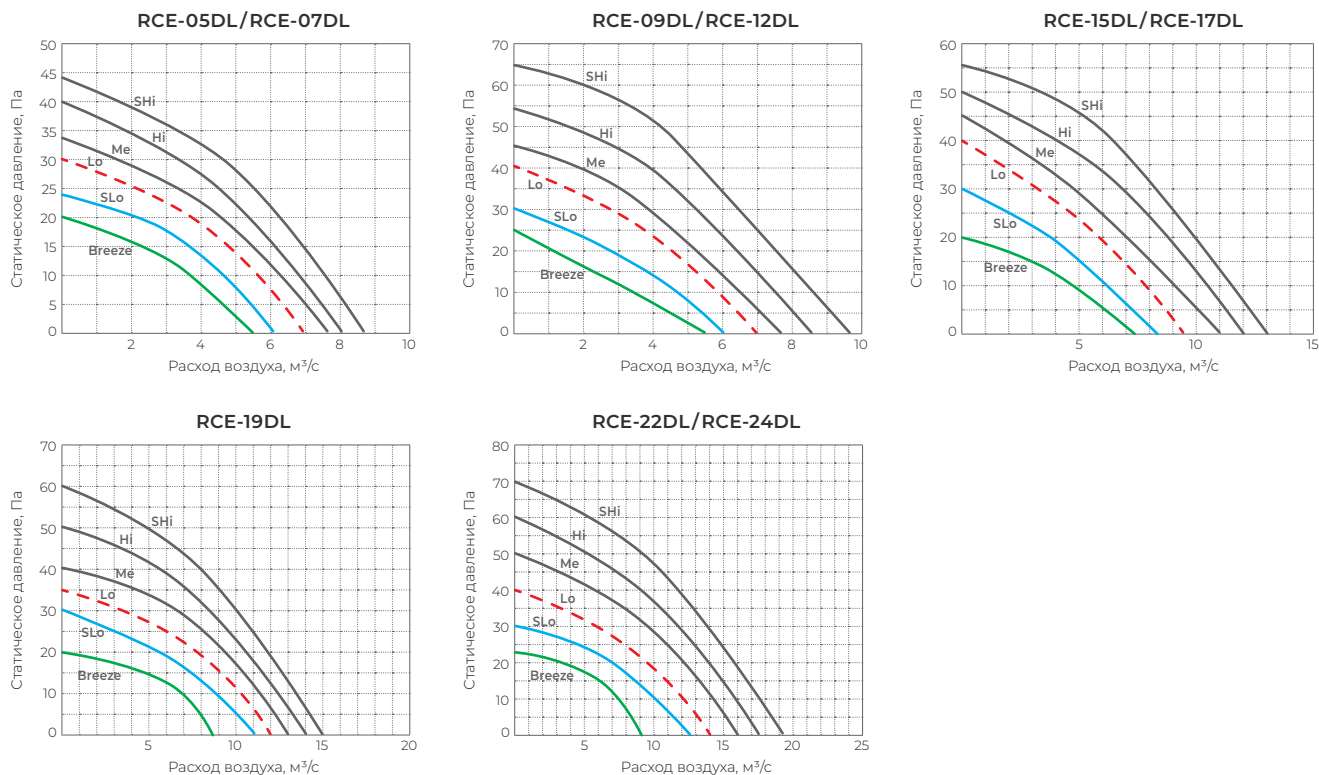 RCE-05DL/RCE-07DL
50
45
40
35
30
25
20
15
10
5
0
Статическое давление, Па
SHi
Hi
Me
Lo
SLo
Breeze
2
4
6
8
10
Расход воздуха, м³/с
RCE-09DL/RCE-12DL
70
60
50
40
30
20
10
0
Статическое давление, Па
SHi
Hi
Me
Lo
SLo
Breeze
2
4
6
8
10
Расход воздуха, м³/с
RCE-15DL/RCE-17DL
60
50
40
30
20
10
0
Статическое давление, Па
SHi
Hi
Me
Lo
SLo
Breeze
5
10
15
Расход воздуха, м³/с
RCE-19DL
70
60
50
40
30
20
10
0
Статическое давление, Па
SHi
Hi
Me
Lo
SLo
Breeze
5
10
15
20
Расход воздуха, м³/с
RCE-22DL/RCE-24DL
80
70
60
50
40
30
20
10
0
Статическое давление, Па
SHi
Hi
Me
Lo
SLo
Breeze
5
10
15
20
25
Расход воздуха, м³/с